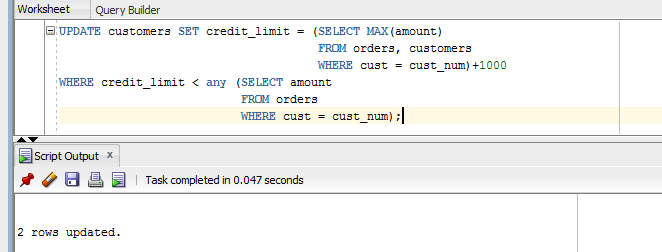 Worksheet Query Builder
UPDATE customers SET credit_limit = (SELECT MAX(amount)
FROM orders, customers
WHERE cust = cust_num)+1000
WHERE credit_limit < any (SELECT amount
FROM orders
WHERE cust = cust_num);
Script Output x
Task completed in 0.047 seconds
2 rows updated.